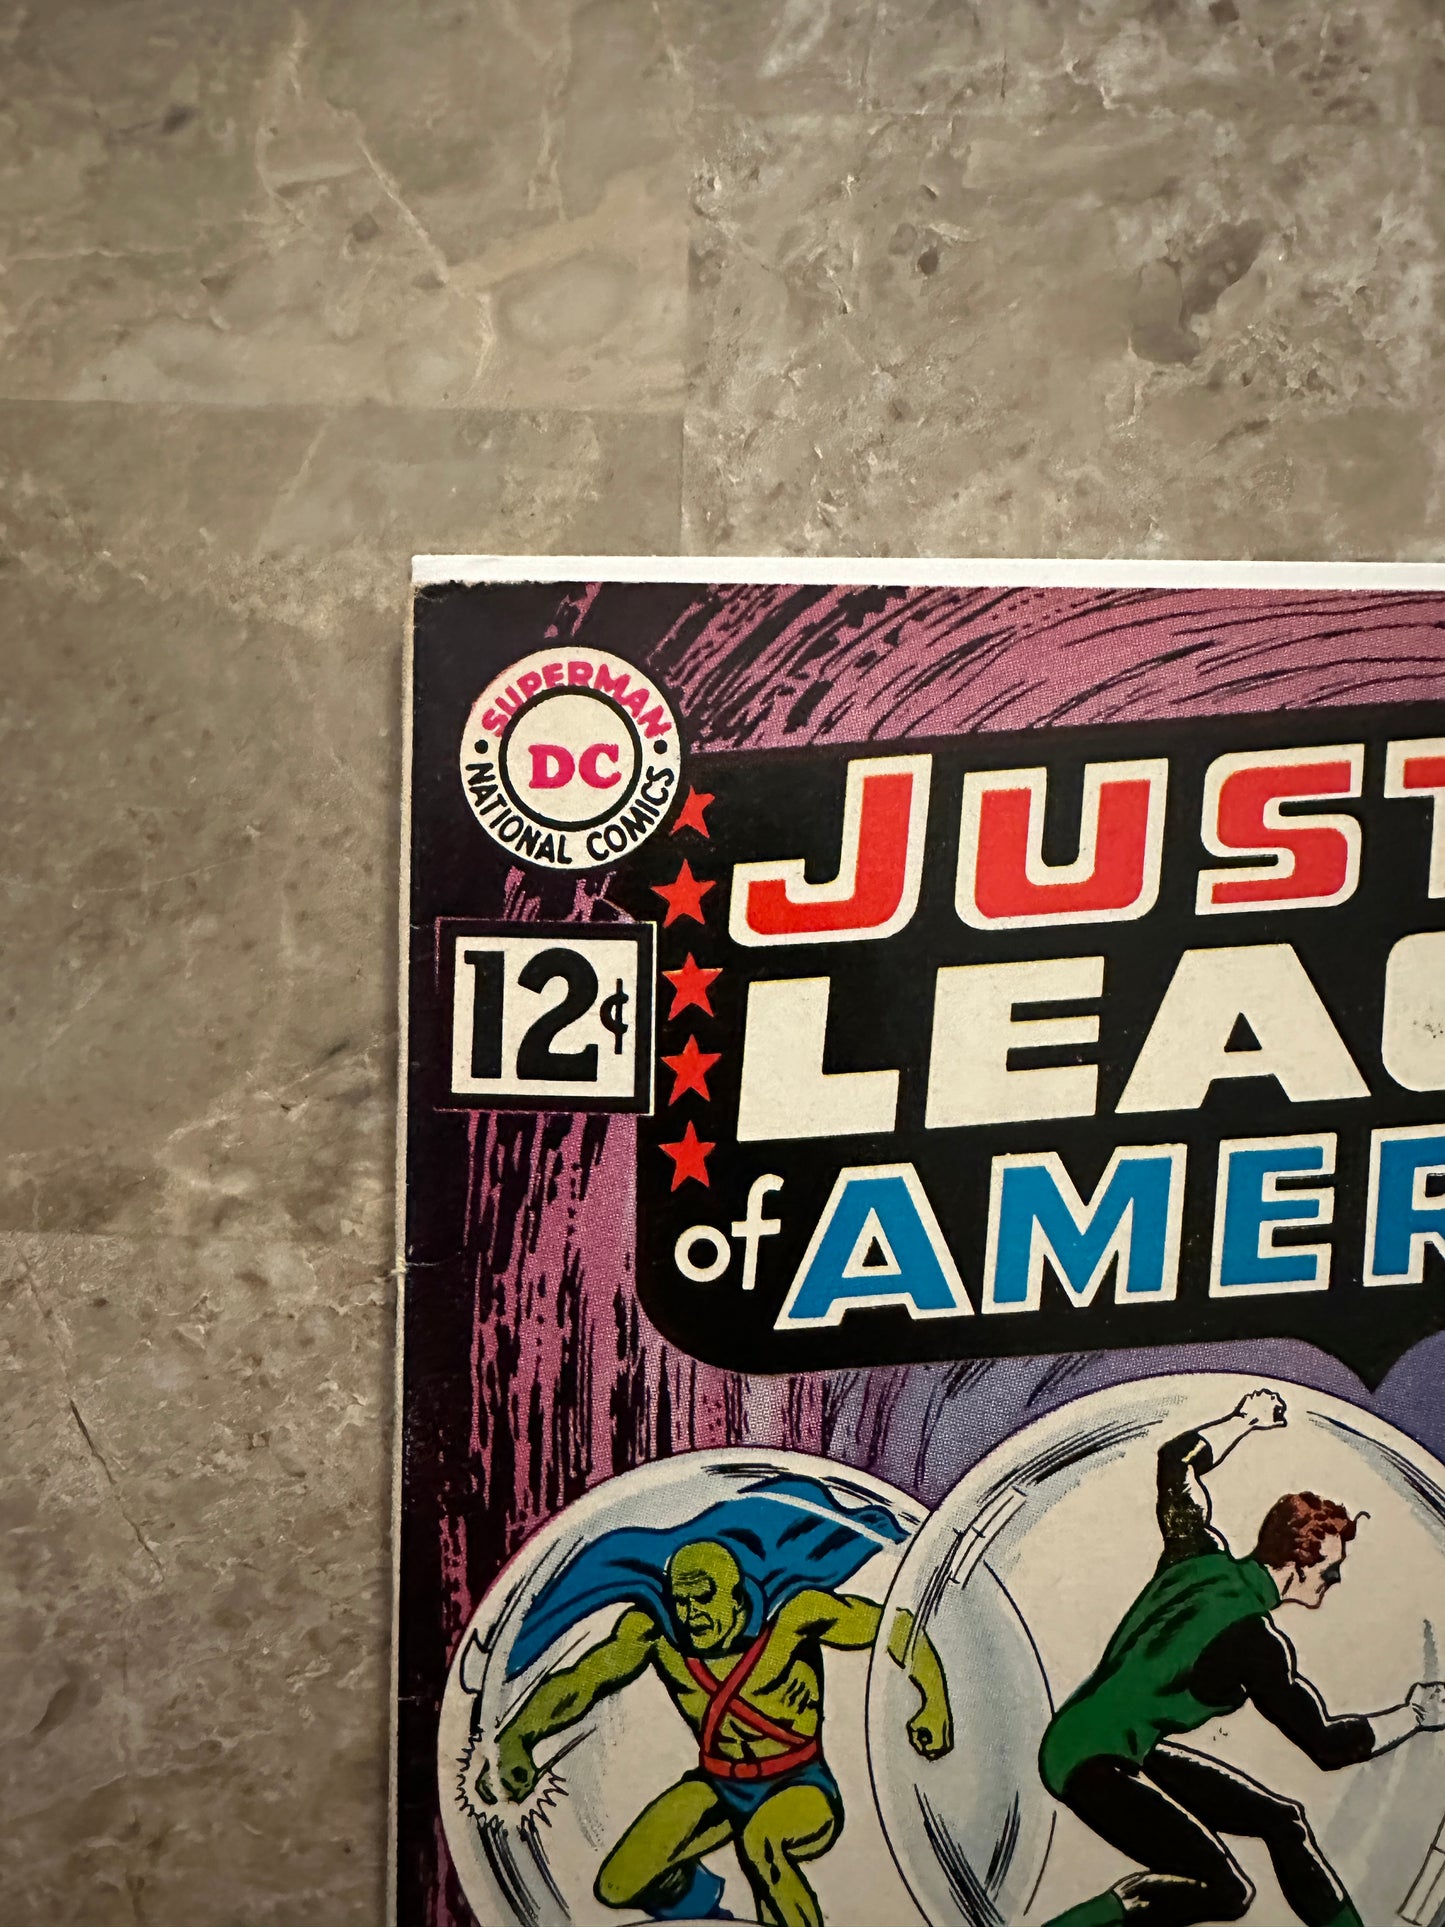 SUPERMAN
DC
NATIONAL COMICS
12¢
JUST
LEAG
of AMER